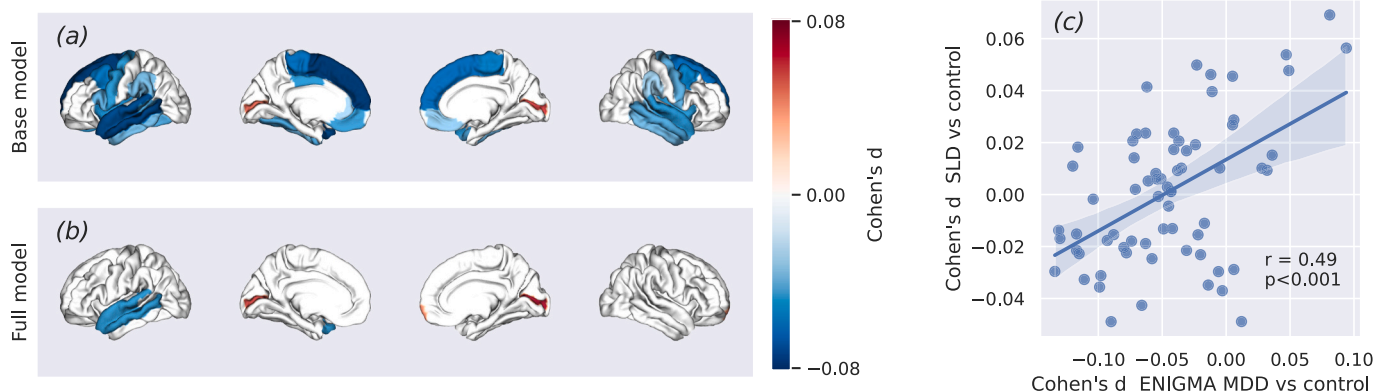 (a)
Base model
(b)
Full model
0.08
0.00
−0.08
Cohen's d
(c)
0.06
0.04
0.02
0.00
−0.02
−0.04
Cohen's d SLD vs control
r = 0.49
p<0.001
−0.10 −0.05 0.00 0.05 0.10
Cohen's d ENIGMA MDD vs control